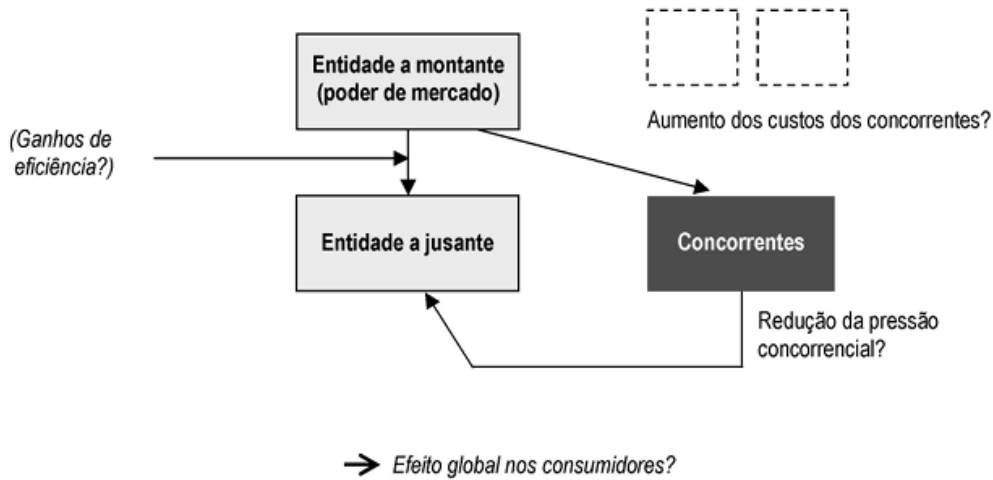 Entidade a montante
(poder de mercado)
Aumento dos custos dos concorrentes?
(Ganhos de
eficiência?)
Entidade a jusante
Concorrentes
Redução da pressão
concorrencial?
Efeito global nos consumidores?